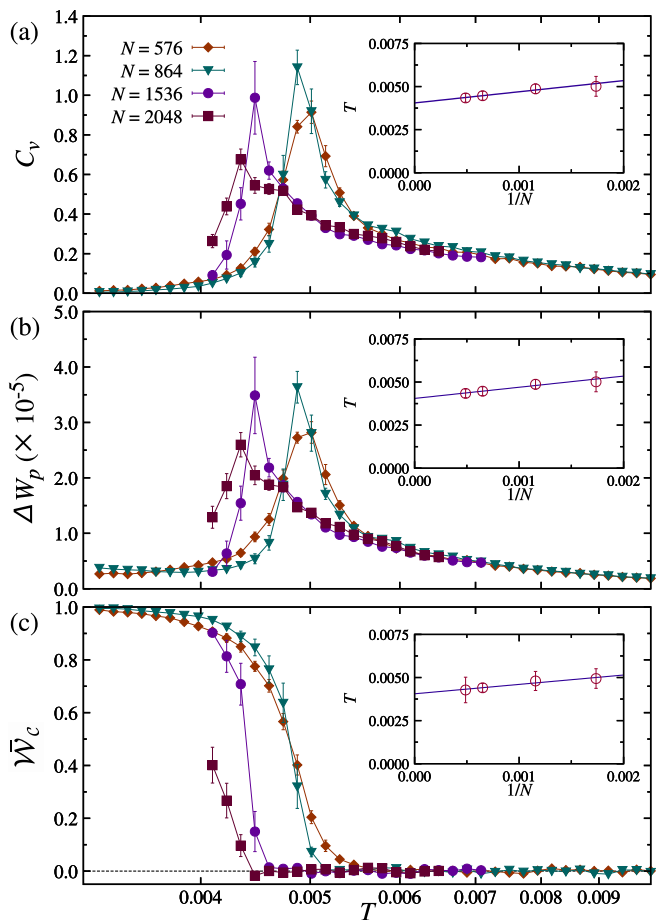 (a)
C_v
1.4
1.2
1.0
0.8
0.6
0.4
0.2
0.0
N = 576
N = 864
N = 1536
N = 2048
T
0.0075
0.0050
0.0025
0.0000
0.000 0.001 0.002
1/N
(b)
ΔW_p (× 10^-5)
5.0
4.0
3.0
2.0
1.0
0.0
T
0.0075
0.0050
0.0025
0.0000
0.000 0.001 0.002
1/N
(c)
𝒲̄_c
1.0
0.8
0.6
0.4
0.2
0.0
T
0.0075
0.0050
0.0025
0.0000
0.000 0.001 0.002
1/N
0.004 0.005 0.006 0.007 0.008 0.009
T